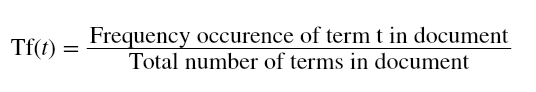 Tf(t) = Frequency occurence of term t in document
Total number of terms in document